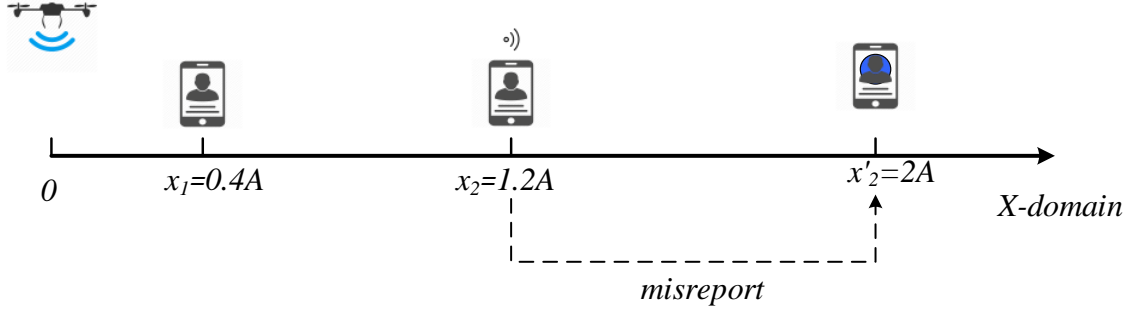 0
x₁=0.4A
x₂=1.2A
x'₂=2A
X-domain
misreport